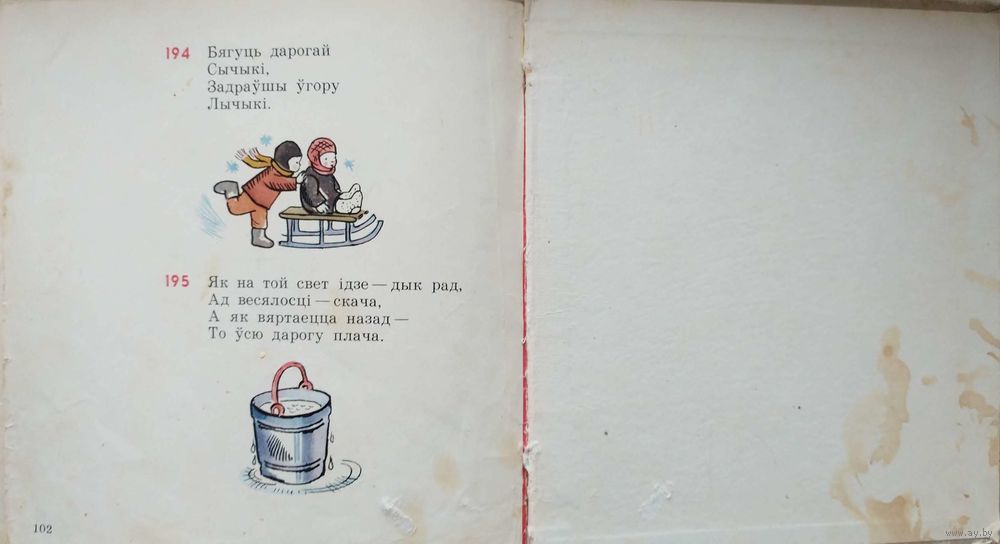 194 Бягуць дарогай
Сычыкі,
Задраўшы ўгору
Лычыкі.
195 Як на той свет ідзе — дык рад,
Ад весялосці — скача,
А як вяртаецца назад —
То ўсю дарогу плача.
102
www.ay.by